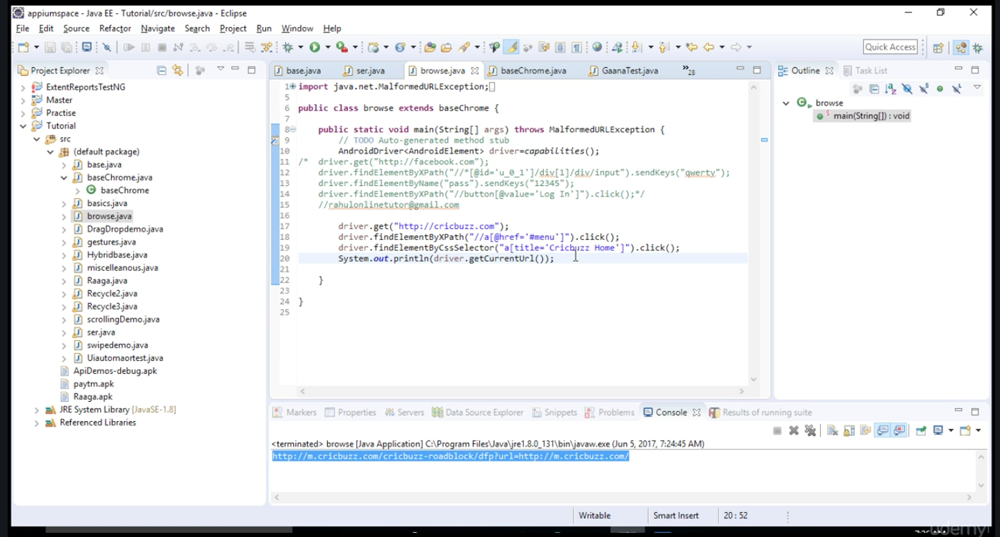 appiumspace - Java EE - Tutorial/src/browse.java - Eclipse
File Edit Source Refactor Navigate Search Project Run Window Help
Quick Access
Project Explorer
ExtentReportsTestNG
Master
Practise
Tutorial
src
(default package)
base.java
baseChrome.java
baseChrome
basics.java
browse.java
DragDropdemo.java
gestures.java
Hybridbase.java
miscelleanous.java
Raaga.java
Recycle2.java
Recycle3.java
scrollingDemo.java
ser.java
swipedemo.java
Uiautomaortest.java
ApiDemos-debug.apk
paytm.apk
Raaga.apk
JRE System Library [JavaSE-1.8]
Referenced Libraries
base.java ser.java browse.java baseChrome.java GaanaTest.java »26
1 import java.net.MalformedURLException;
5
6 public class browse extends baseChrome {
7
8 public static void main(String[] args) throws MalformedURLException {
9 // TODO Auto-generated method stub
10 AndroidDriver<AndroidElement> driver=capabilities();
11 /* driver.get("http://facebook.com");
12 driver.findElementByXPath("//*[@id='u_0_1']/div[1]/div/input").sendKeys("qwerty");
13 driver.findElementByName("pass").sendKeys("12345");
14 driver.findElementByXPath("//button[@value='Log In']").click();*/
15 //rahulonlinetutor@gmail.com
16
17 driver.get("http://cricbuzz.com");
18 driver.findElementByXPath("//a[@href='#menu']").click();
19 driver.findElementByCssSelector("a[title='Cricbuzz Home']").click();
20 System.out.println(driver.getCurrentUrl());
21
22 }
23
24 }
25
Outline Task List
browse
main(String[]) : void
Markers Properties Servers Data Source Explorer Snippets Problems Console Results of running suite
<terminated> browse [Java Application] C:\Program Files\Java\jre1.8.0_131\bin\javaw.exe (Jun 5, 2017, 7:24:45 AM)
http://m.cricbuzz.com/cricbuzz-roadblock/dfp?url=http://m.cricbuzz.com/
Writable Smart Insert 20 : 52
udemy